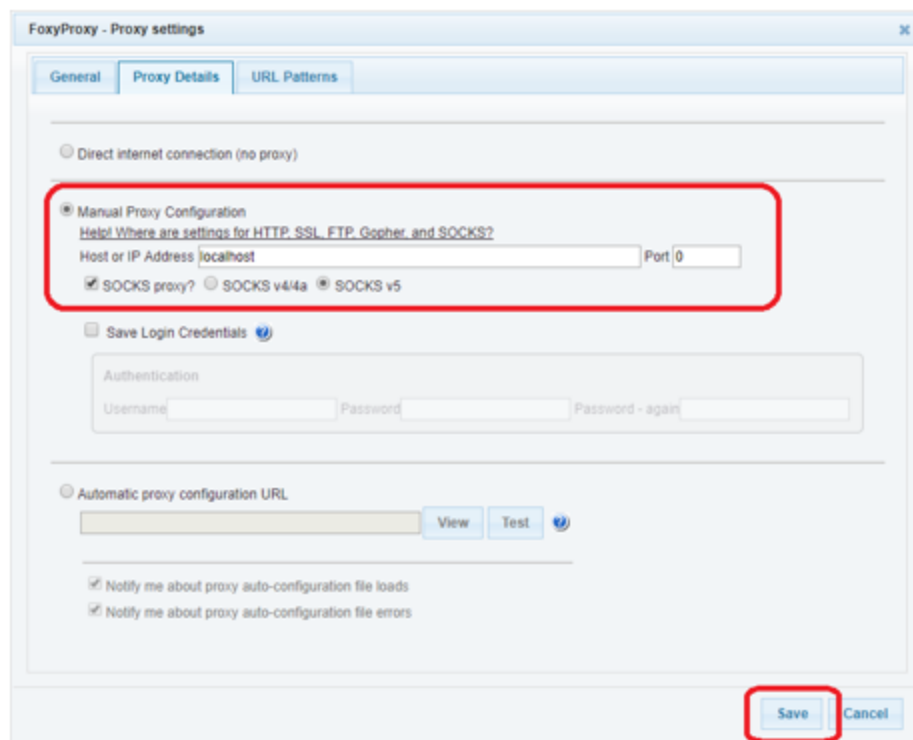 FoxyProxy - Proxy settings
General Proxy Details URL Patterns
Direct internet connection (no proxy)
Manual Proxy Configuration
Help! Where are settings for HTTP, SSL, FTP, Gopher, and SOCKS?
Host or IP Address localhost Port 0
SOCKS proxy? SOCKS v4/4a SOCKS v5
Save Login Credentials
Authentication
Username Password Password - again
Automatic proxy configuration URL
View Test
Notify me about proxy auto-configuration file loads
Notify me about proxy auto-configuration file errors
Save Cancel